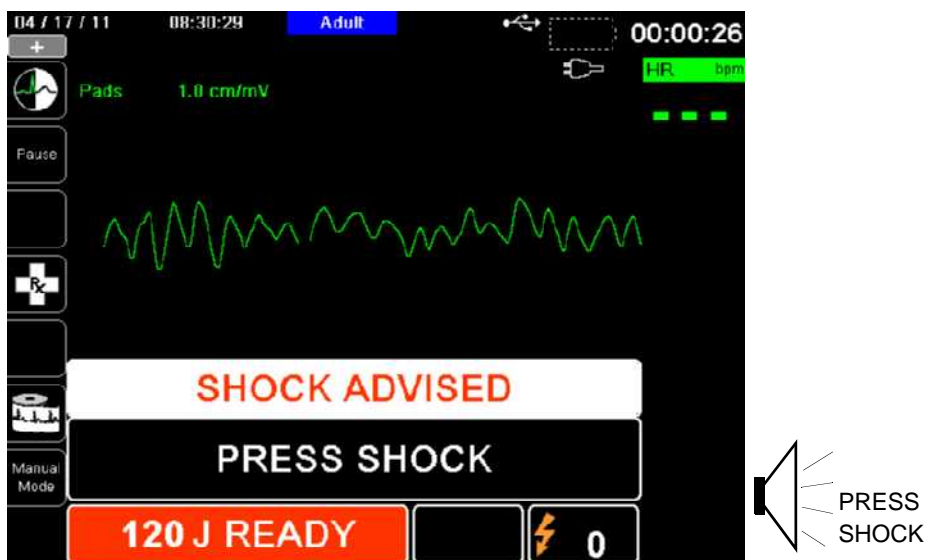 04 / 17 / 11 08:30:29 Adult 00:00:26
+
HR bpm
Pads 1.0 cm/mV
- - -
Pause
Rx
SHOCK ADVISED
PRESS SHOCK
Manual
Mode
120 J READY 0
PRESS
SHOCK